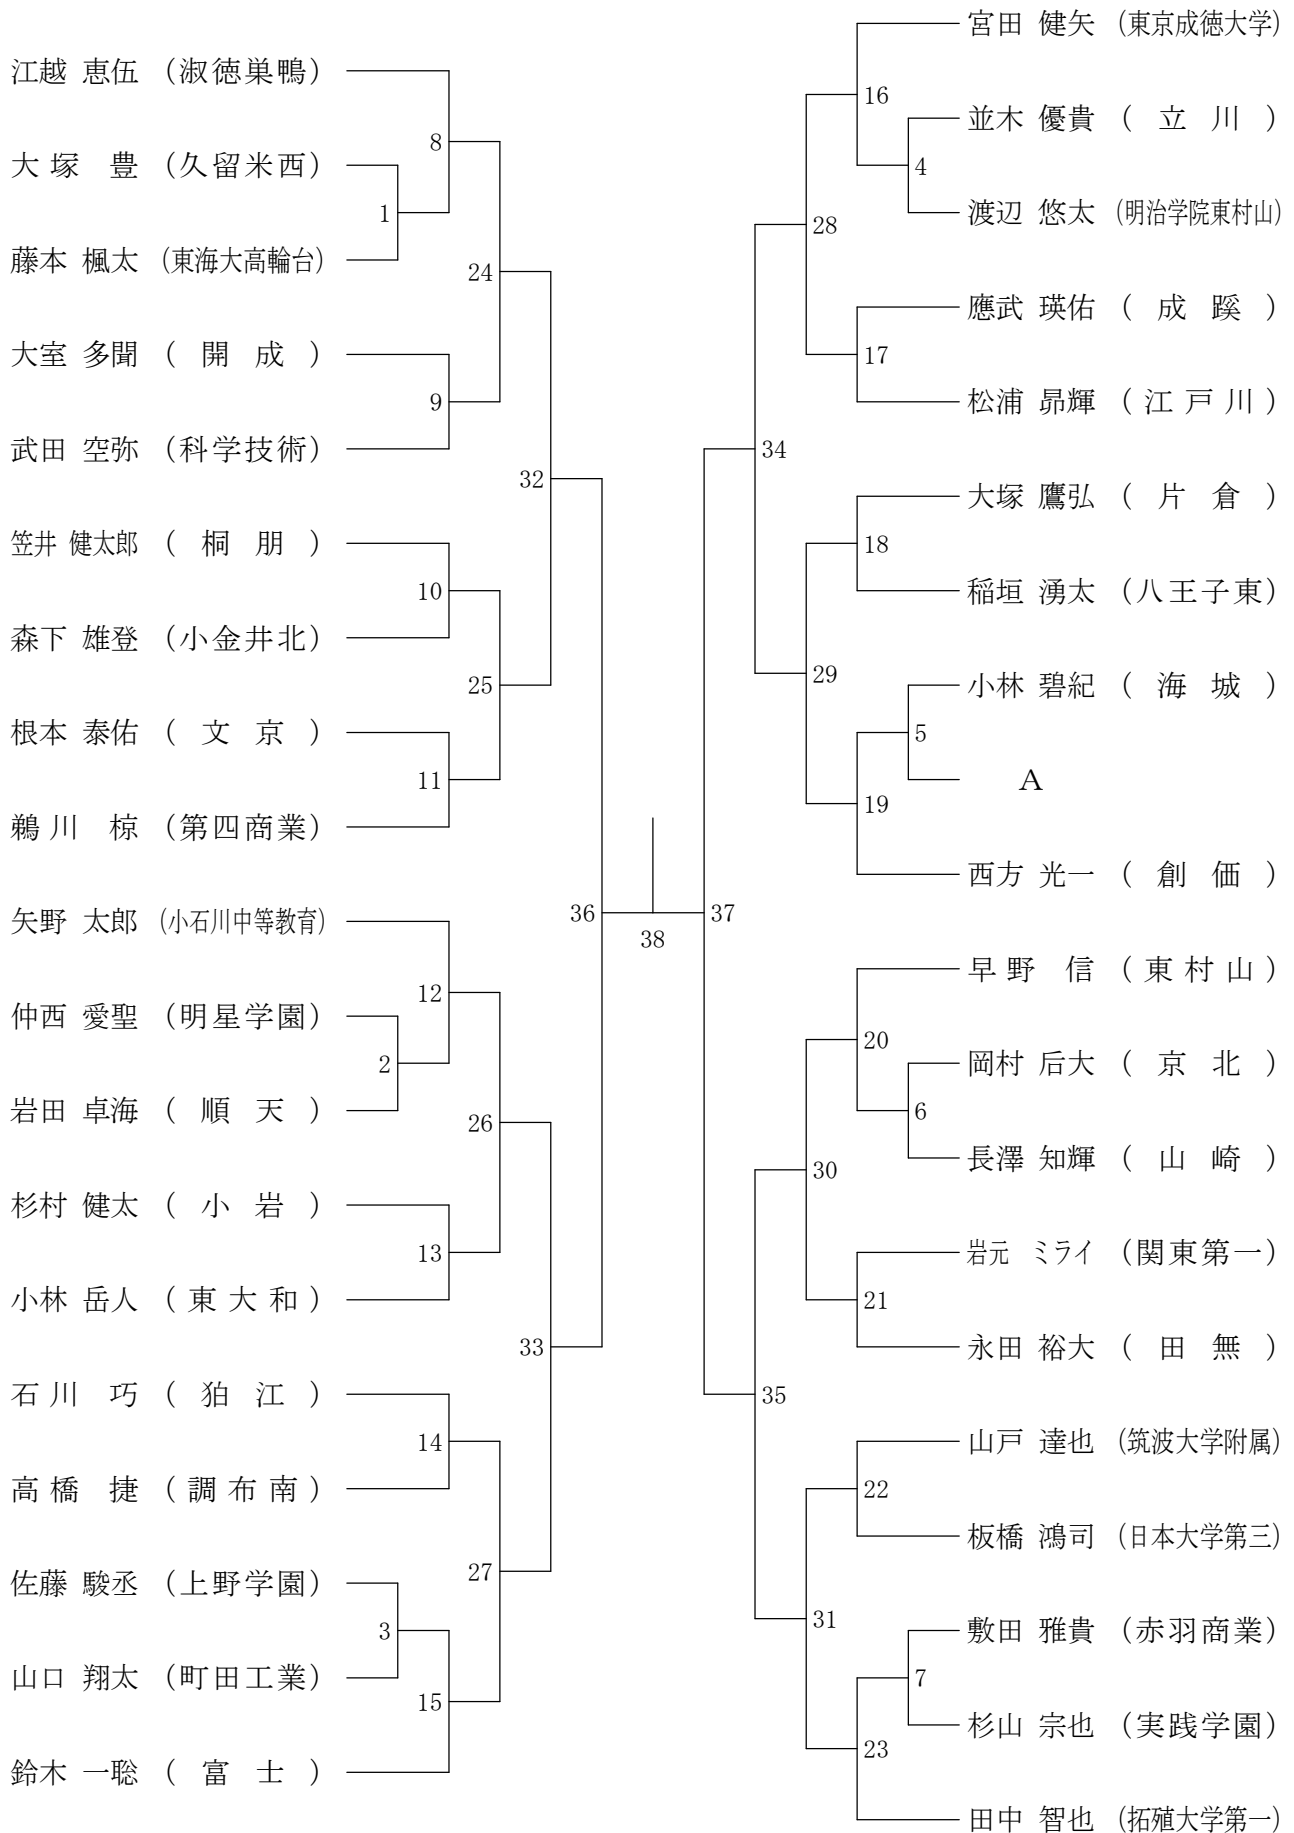 江越 恵伍 (淑徳巣鴨)
大塚 豊 (久留米西)
藤本 楓太 (東海大高輪台)
大室 多聞 (開成)
武田 空弥 (科学技術)
笠井 健太郎 (桐朋)
森下 雄登 (小金井北)
根本 泰佑 (文京)
鵜川 椋 (第四商業)
矢野 太郎 (小石川中等教育)
仲西 愛聖 (明星学園)
岩田 卓海 (順天)
杉村 健太 (小岩)
小林 岳人 (東大和)
石川 巧 (狛江)
高橋 捷 (調布南)
佐藤 駿丞 (上野学園)
山口 翔太 (町田工業)
鈴木 一聡 (富士)
1
2
3
8
9
10
11
12
13
14
15
24
25
26
27
32
33
36
38
37
34
35
28
29
30
31
16
17
18
19
20
21
22
23
4
5
6
7
宮田 健矢 (東京成徳大学)
並木 優貴 (立川)
渡辺 悠太 (明治学院東村山)
應武 瑛佑 (成蹊)
松浦 昴輝 (江戸川)
大塚 鷹弘 (片倉)
稲垣 湧太 (八王子東)
小林 碧紀 (海城)
A
西方 光一 (創価)
早野 信 (東村山)
岡村 后大 (京北)
長澤 知輝 (山崎)
岩元 ミライ (関東第一)
永田 裕大 (田無)
山戸 達也 (筑波大学附属)
板橋 鴻司 (日本大学第三)
敷田 雅貴 (赤羽商業)
杉山 宗也 (実践学園)
田中 智也 (拓殖大学第一)